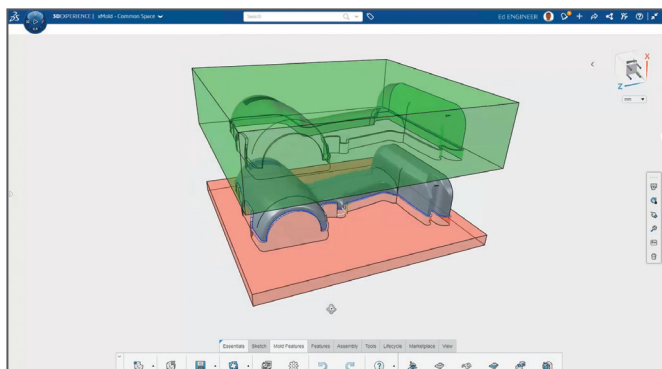 3DEXPERIENCE | xMold - Common Space
Search
Ed ENGINEER
X
Z
mm
Essentials Sketch Mold Features Features Assembly Tools Lifecycle Marketplace View